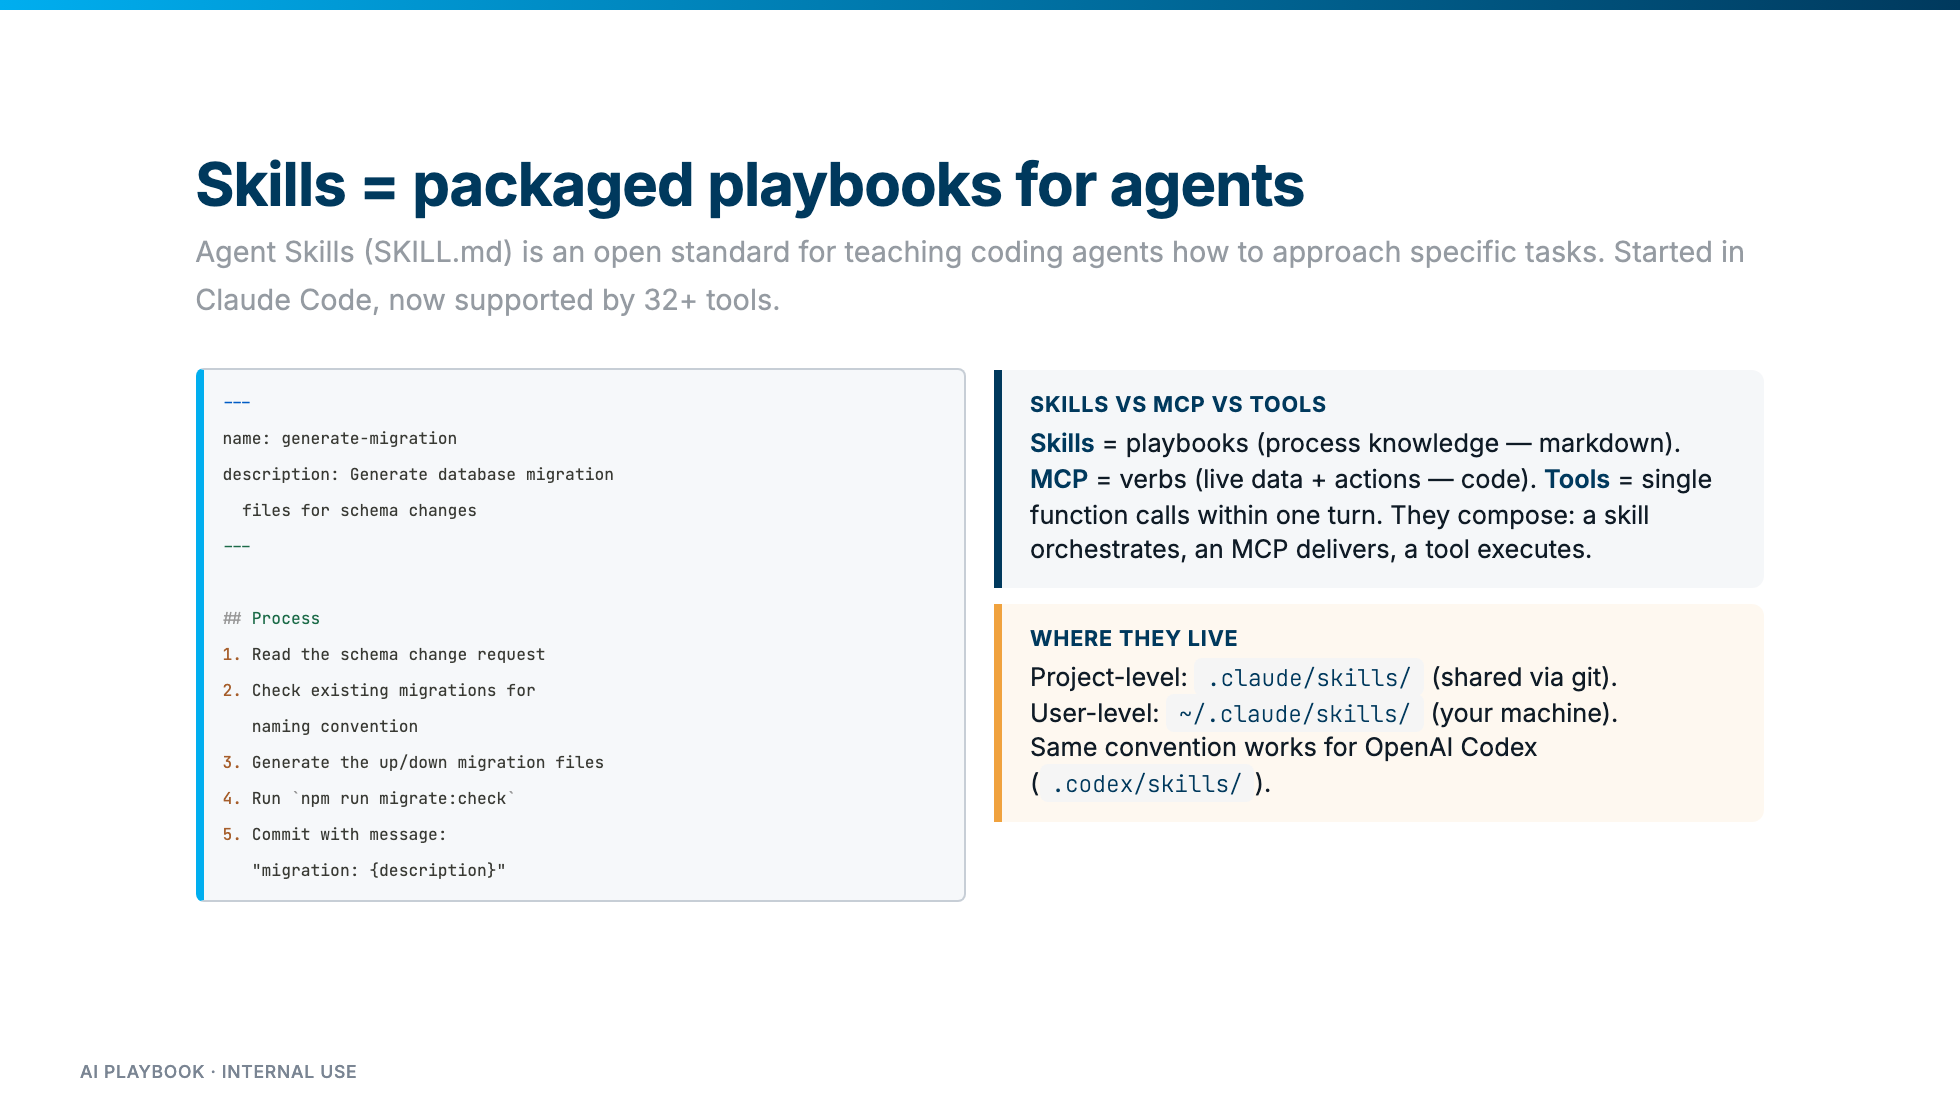 Skills = packaged playbooks for agents
Agent Skills (SKILL.md) is an open standard for teaching coding agents how to approach specific tasks. Started in
Claude Code, now supported by 32+ tools.
---
name: generate-migration
description: Generate database migration
  files for schema changes
---
## Process
1. Read the schema change request
2. Check existing migrations for
   naming convention
3. Generate the up/down migration files
4. Run `npm run migrate:check`
5. Commit with message:
   "migration: {description}"
SKILLS VS MCP VS TOOLS
Skills = playbooks (process knowledge — markdown).
MCP = verbs (live data + actions — code). Tools = single
function calls within one turn. They compose: a skill
orchestrates, an MCP delivers, a tool executes.
WHERE THEY LIVE
Project-level: .claude/skills/ (shared via git).
User-level: ~/.claude/skills/ (your machine).
Same convention works for OpenAI Codex
( .codex/skills/ ).
AI PLAYBOOK · INTERNAL USE